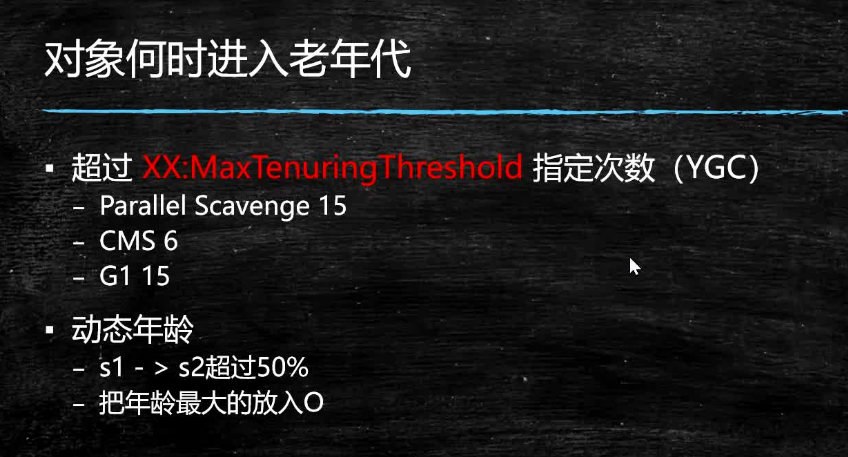 对象何时进入老年代
▪ 超过 XX:MaxTenuringThreshold 指定次数（YGC）
– Parallel Scavenge 15
– CMS 6
– G1 15
▪ 动态年龄
– s1 - > s2超过50%
– 把年龄最大的放入O